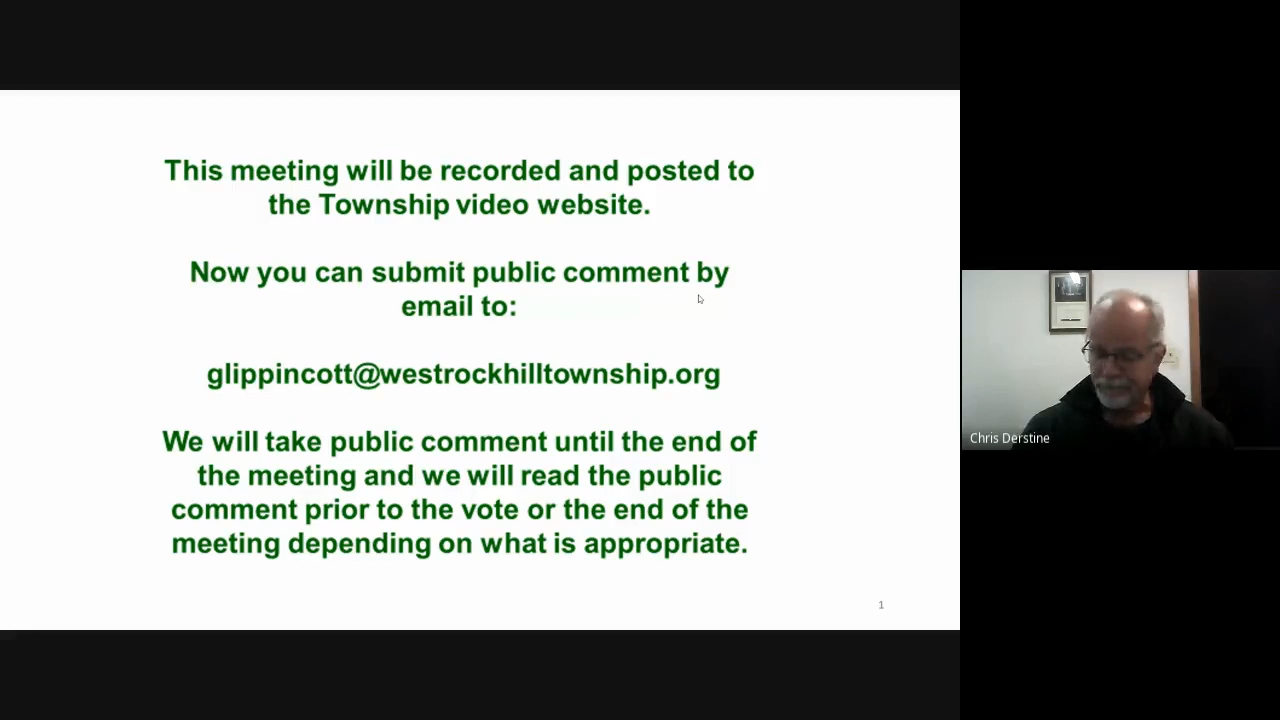 This meeting will be recorded and posted to
the Township video website.
Now you can submit public comment by
email to:
glippincott@westrockhilltownship.org
We will take public comment until the end of
the meeting and we will read the public
comment prior to the vote or the end of the
meeting depending on what is appropriate.
1
Chris Derstine